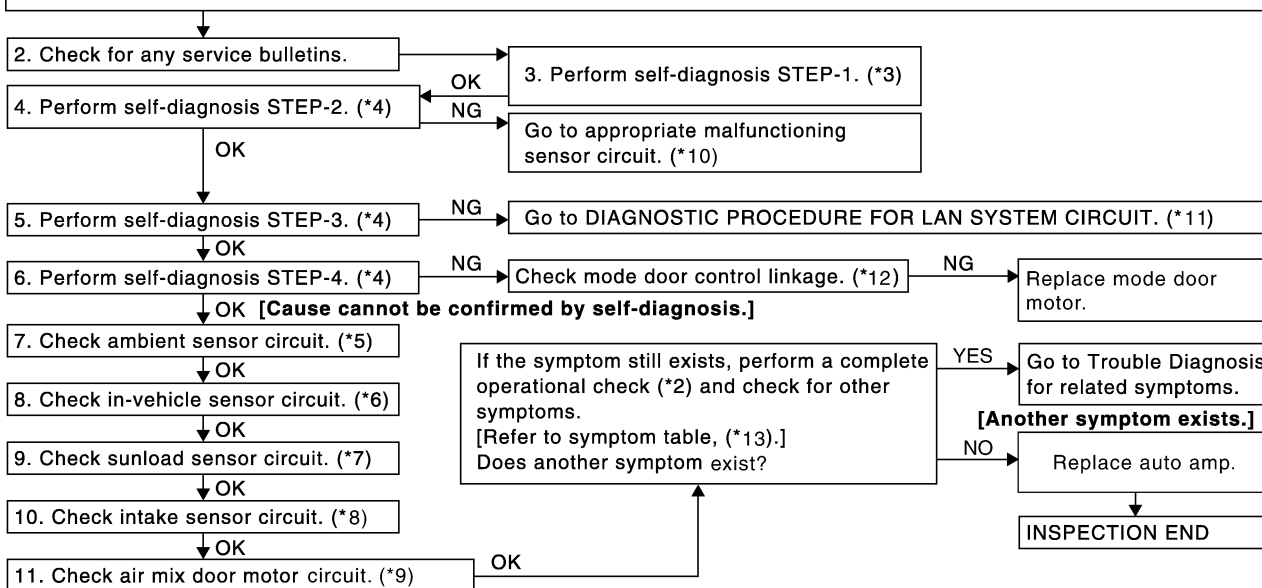 2. Check for any service bulletins.
3. Perform self-diagnosis STEP-1. (*3)
OK
4. Perform self-diagnosis STEP-2. (*4)
NG
Go to appropriate malfunctioning
sensor circuit. (*10)
OK
5. Perform self-diagnosis STEP-3. (*4)
NG
Go to DIAGNOSTIC PROCEDURE FOR LAN SYSTEM CIRCUIT. (*11)
OK
6. Perform self-diagnosis STEP-4. (*4)
NG
Check mode door control linkage. (*12)
NG
Replace mode door
motor.
OK
[Cause cannot be confirmed by self-diagnosis.]
7. Check ambient sensor circuit. (*5)
OK
8. Check in-vehicle sensor circuit. (*6)
OK
9. Check sunload sensor circuit. (*7)
OK
10. Check intake sensor circuit. (*8)
OK
11. Check air mix door motor circuit. (*9)
OK
If the symptom still exists, perform a complete
operational check (*2) and check for other
symptoms.
[Refer to symptom table, (*13).]
Does another symptom exist?
YES
Go to Trouble Diagnosis
for related symptoms.
[Another symptom exists.]
NO
Replace auto amp.
INSPECTION END